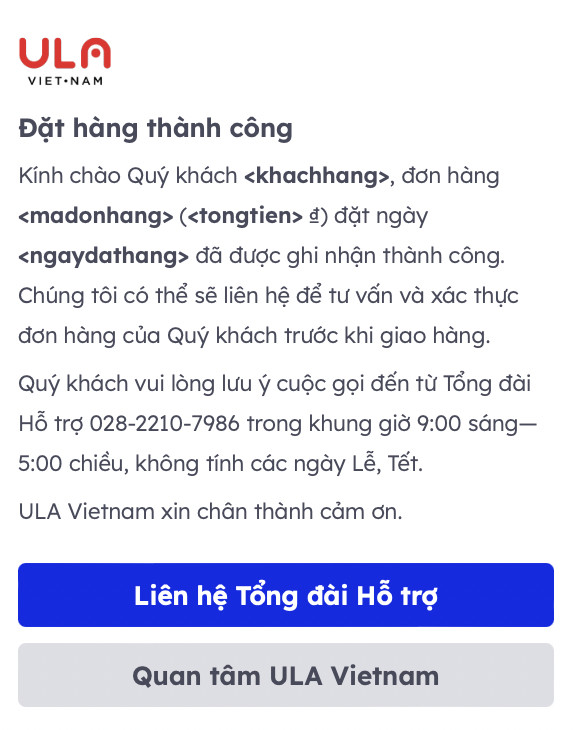 ULA
VIET•NAM
Đặt hàng thành công
Kính chào Quý khách <khachhang>, đơn hàng
<madonhang> (<tongtien> ₫) đặt ngày
<ngaydathang> đã được ghi nhận thành công.
Chúng tôi có thể sẽ liên hệ để tư vấn và xác thực
đơn hàng của Quý khách trước khi giao hàng.
Quý khách vui lòng lưu ý cuộc gọi đến từ Tổng đài
Hỗ trợ 028-2210-7986 trong khung giờ 9:00 sáng—
5:00 chiều, không tính các ngày Lễ, Tết.
ULA Vietnam xin chân thành cảm ơn.
Liên hệ Tổng đài Hỗ trợ
Quan tâm ULA Vietnam